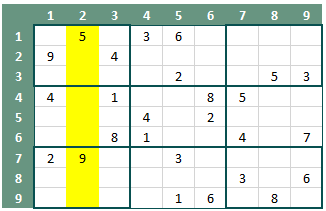 1 2 3 4 5 6 7 8 9
1 5 3 6
2 9 4
3 2 5 3
4 4 1 8 5
5 4 2
6 8 1 4 7
7 2 9 3
8 3 6
9 1 6 8